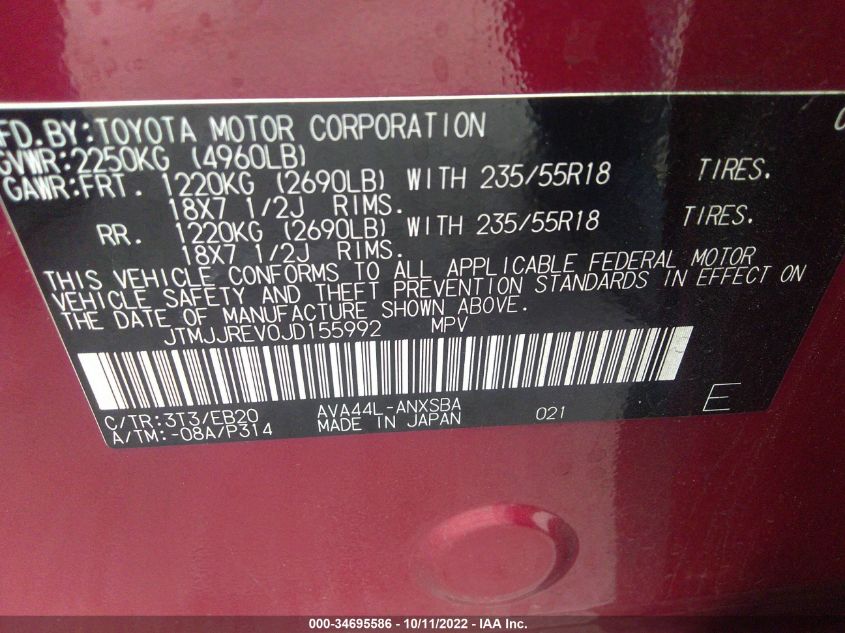 FD.BY:TOYOTA MOTOR CORPORATION 0
GVWR:2250KG (4960LB)
GAWR:FRT. 1220KG (2690LB) WITH 235/55R18 TIRES.
18X7 1/2J RIMS.
RR. 1220KG (2690LB) WITH 235/55R18 TIRES.
18X7 1/2J RIMS.
THIS VEHICLE CONFORMS TO ALL APPLICABLE FEDERAL MOTOR
VEHICLE SAFETY AND THEFT PREVENTION STANDARDS IN EFFECT ON
THE DATE OF MANUFACTURE SHOWN ABOVE.
JTMJJREV0JD155992 MPV
C/TR:3T3/EB20 AVA44L-ANXSBA 021 E
A/TM:-08A/P314 MADE IN JAPAN
000-34695586 - 10/11/2022 - IAA Inc.